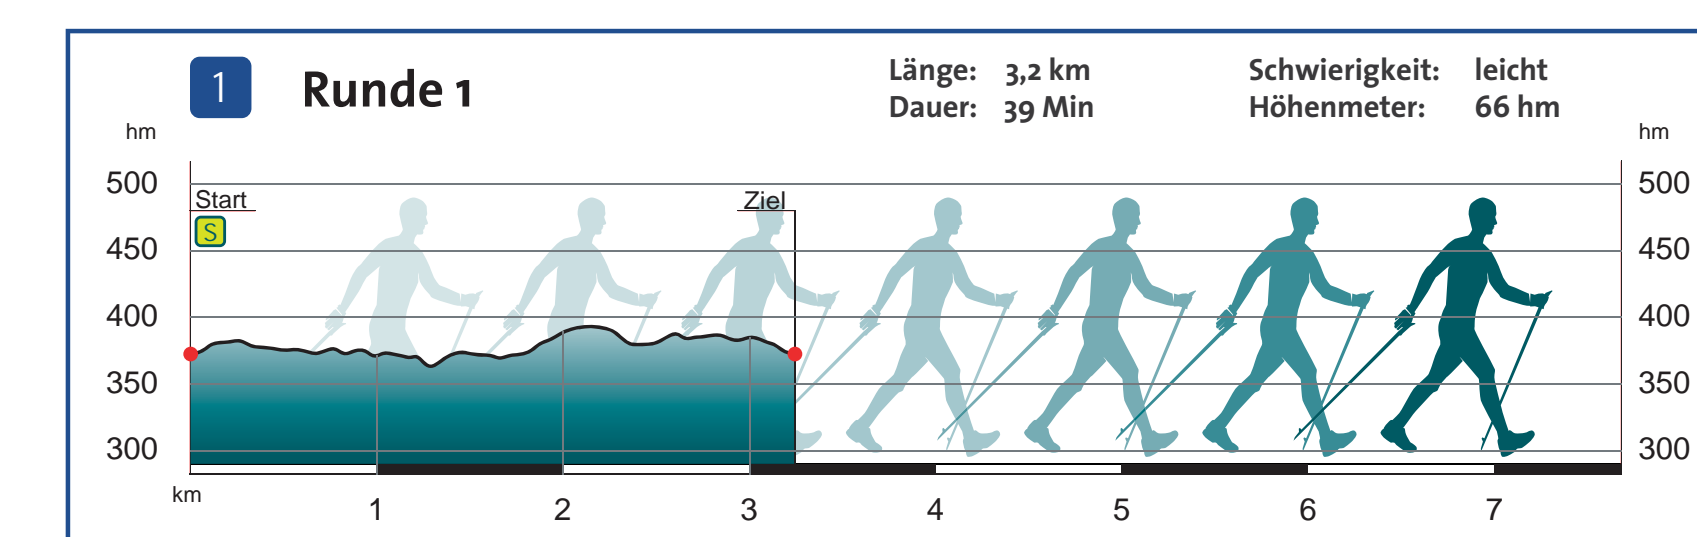 1 Runde 1
Länge: 3,2 km Schwierigkeit: leicht
Dauer: 39 Min Höhenmeter: 66 hm
hm hm
500 500
Start Ziel
S
450 450
400 400
350 350
300 300
km
1 2 3 4 5 6 7